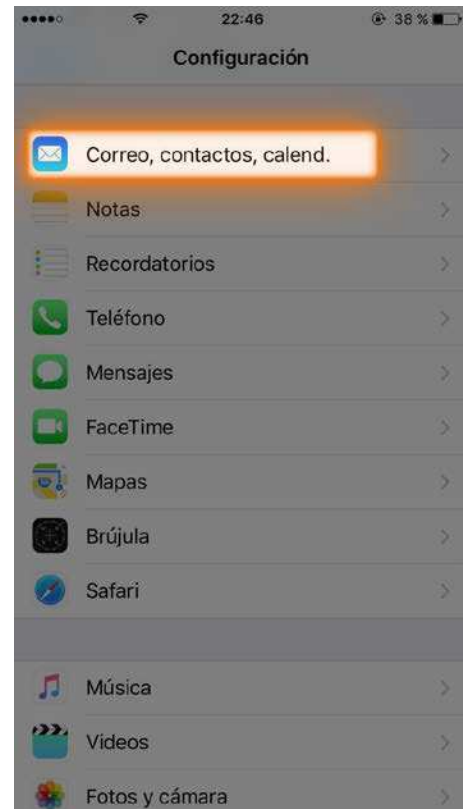 22:46
38 %
Configuración
Correo, contactos, calend.
Notas
Recordatorios
Teléfono
Mensajes
FaceTime
Mapas
Brújula
Safari
Música
Videos
Fotos y cámara